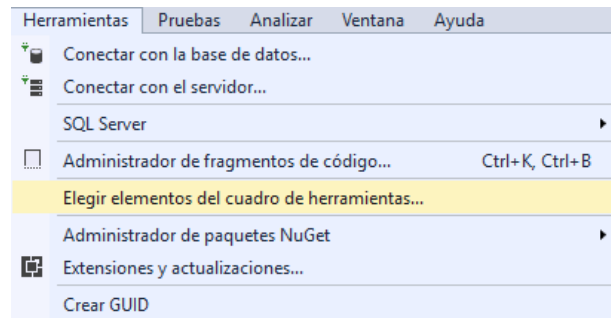 Herramientas Pruebas Analizar Ventana Ayuda
Conectar con la base de datos...
Conectar con el servidor...
SQL Server
Administrador de fragmentos de código... Ctrl+K, Ctrl+B
Elegir elementos del cuadro de herramientas...
Administrador de paquetes NuGet
Extensiones y actualizaciones...
Crear GUID